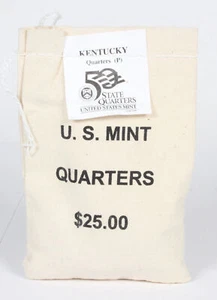 KENTUCKY
Quarters (P)
50
STATE
QUARTERS
UNITED STATES MINT
U. S. MINT
QUARTERS
$25.00